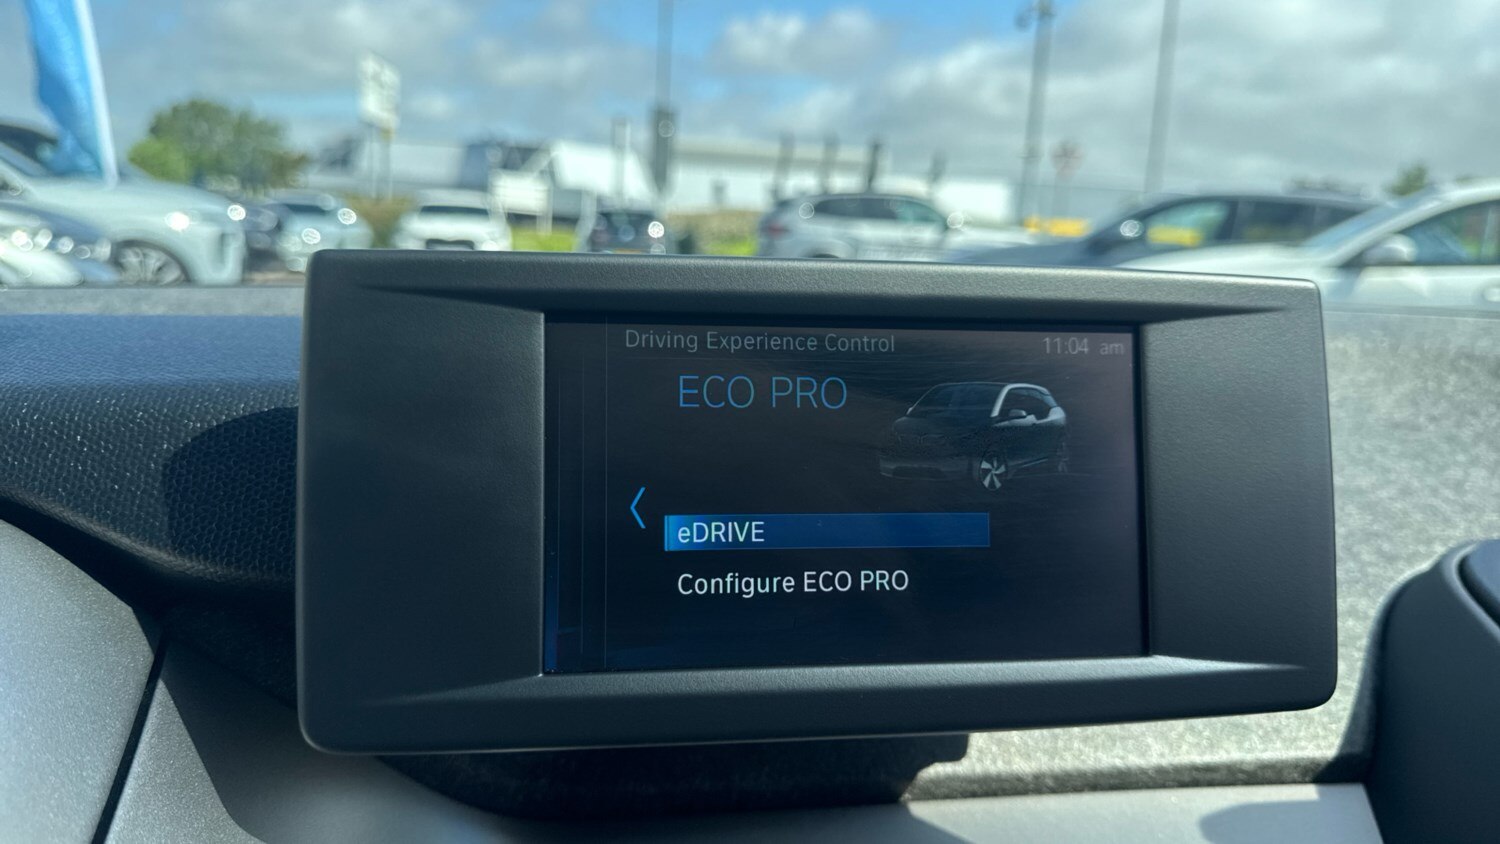 Driving Experience Control
11:04 am
ECO PRO
eDRIVE
Configure ECO PRO